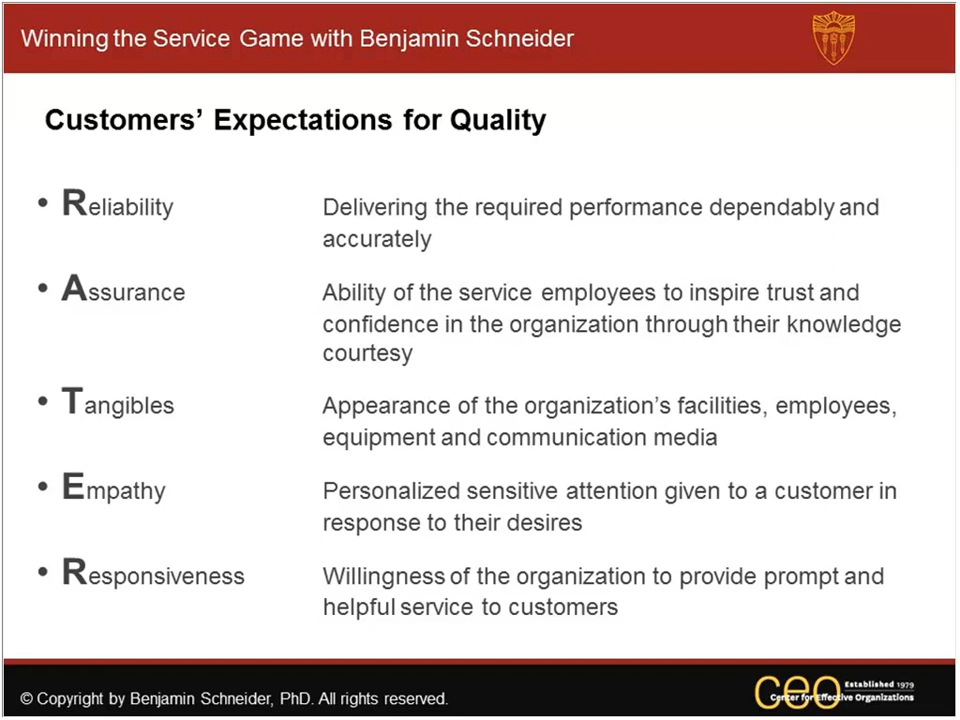 Winning the Service Game with Benjamin Schneider
Customers’ Expectations for Quality
• Reliability Delivering the required performance dependably and
accurately
• Assurance Ability of the service employees to inspire trust and
confidence in the organization through their knowledge
courtesy
• Tangibles Appearance of the organization’s facilities, employees,
equipment and communication media
• Empathy Personalized sensitive attention given to a customer in
response to their desires
• Responsiveness Willingness of the organization to provide prompt and
helpful service to customers
© Copyright by Benjamin Schneider, PhD. All rights reserved.
ceo Established 1979
Center for Effective Organizations